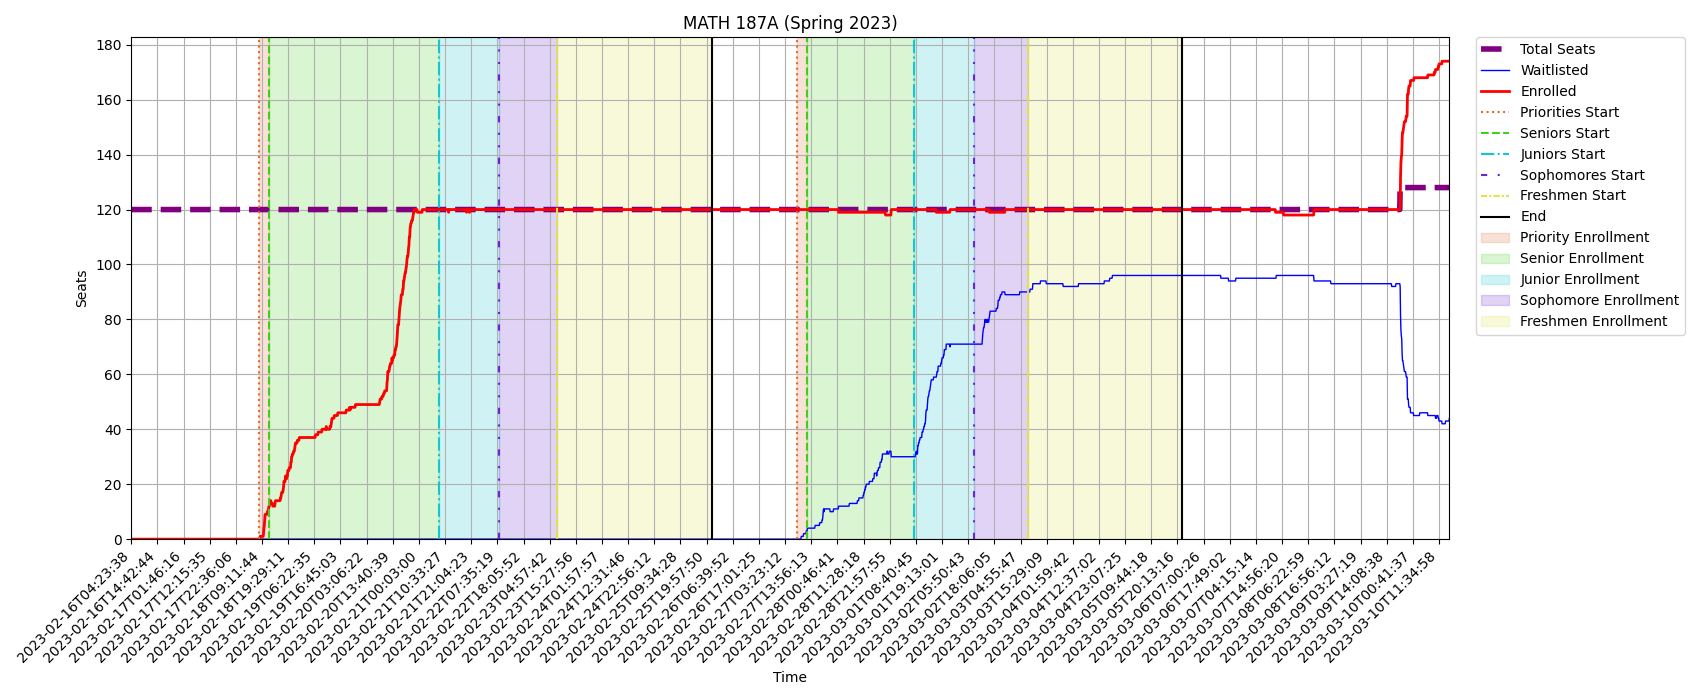 MATH 187A (Spring 2023)
Seats
180
160
140
120
100
80
60
40
20
0
2023-02-16T04:23:38
2023-02-16T14:42:44
2023-02-17T01:46:16
2023-02-17T12:15:35
2023-02-17T22:36:06
2023-02-18T09:11:44
2023-02-18T19:29:11
2023-02-19T06:22:35
2023-02-19T16:45:03
2023-02-20T03:06:22
2023-02-20T13:40:39
2023-02-21T00:03:00
2023-02-21T10:33:27
2023-02-21T21:04:23
2023-02-22T07:35:19
2023-02-22T18:05:52
2023-02-23T04:57:42
2023-02-23T15:27:56
2023-02-24T01:57:57
2023-02-24T12:31:46
2023-02-24T22:56:12
2023-02-25T09:34:28
2023-02-25T19:57:50
2023-02-26T06:39:52
2023-02-26T17:01:25
2023-02-27T03:23:12
2023-02-27T13:56:13
2023-02-28T00:46:41
2023-02-28T11:28:18
2023-02-28T21:57:55
2023-03-01T08:40:45
2023-03-01T19:13:01
2023-03-02T05:50:43
2023-03-02T18:06:05
2023-03-03T04:55:47
2023-03-03T15:29:09
2023-03-04T01:59:42
2023-03-04T12:37:02
2023-03-04T23:07:25
2023-03-05T09:44:18
2023-03-05T20:13:16
2023-03-06T07:00:26
2023-03-06T17:49:02
2023-03-07T04:15:14
2023-03-07T14:56:20
2023-03-08T06:22:59
2023-03-08T16:56:12
2023-03-09T03:27:19
2023-03-09T14:08:38
2023-03-10T00:41:37
2023-03-10T11:34:58
Time
Total Seats
Waitlisted
Enrolled
Priorities Start
Seniors Start
Juniors Start
Sophomores Start
Freshmen Start
End
Priority Enrollment
Senior Enrollment
Junior Enrollment
Sophomore Enrollment
Freshmen Enrollment